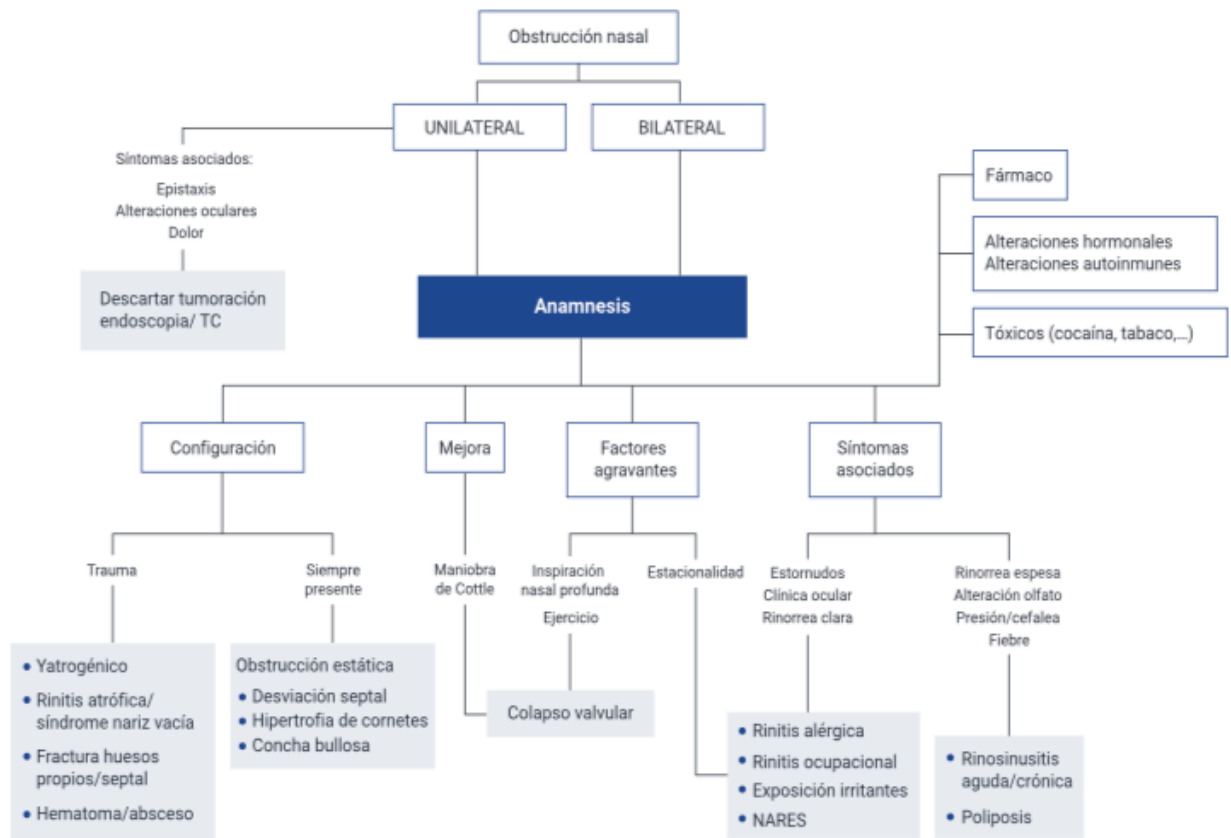 Obstrucción nasal
UNILATERAL
BILATERAL
Síntomas asociados:
Epistaxis
Alteraciones oculares
Dolor
Descartar tumoración
endoscopia/ TC
Fármaco
Alteraciones hormonales
Alteraciones autoinmunes
Tóxicos (cocaína, tabaco,...)
Anamnesis
Configuración
Mejora
Factores
agravantes
Síntomas
asociados
Trauma
Siempre
presente
Maniobra
de Cottle
Inspiración
nasal profunda
Ejercicio
Estacionalidad
Estornudos
Clínica ocular
Rinorrea clara
Rinorrea espesa
Alteración olfato
Presión/cefalea
Fiebre
• Yatrogénico
• Rinitis atrófica/
síndrome nariz vacía
• Fractura huesos
propios/septal
• Hematoma/absceso
Obstrucción estática
• Desviación septal
• Hipertrofia de cornetes
• Concha bullosa
Colapso valvular
• Rinitis alérgica
• Rinitis ocupacional
• Exposición irritantes
• NARES
• Rinosinusitis
aguda/crónica
• Poliposis